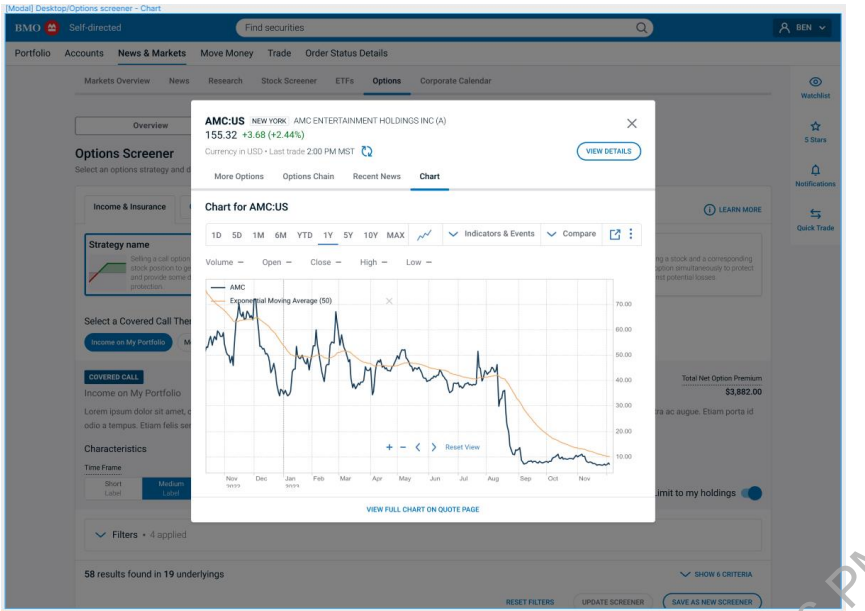 [Modal] Desktop/Options screener - Chart
BMO Self-directed
Find securities
BEN
Portfolio Accounts News & Markets Move Money Trade Order Status Details
Markets Overview News Research Stock Screener ETFs Options Corporate Calendar
Watchlist
5 Stars
Notifications
Quick Trade
Overview
Options Screener
Select an options strategy and d
Income & Insurance
LEARN MORE
Strategy name
Selling a call option
stock position to ge
and provide some d
protection.
ng a stock and a corresponding
option simultaneously to protect
nst potential losses
Select a Covered Call The
Income on My Portfolio
COVERED CALL
Income on My Portfolio
Total Net Option Premium
$3,882.00
Lorem ipsum dolor sit amet, c
odio a tempus. Etiam felis se
tra ac augue. Etiam porta id
Characteristics
Time Frame
Short
Label
Medium
Label
Limit to my holdings
Filters • 4 applied
58 results found in 19 underlyings
SHOW 6 CRITERIA
RESET FILTERS UPDATE SCREENER SAVE AS NEW SCREENER
AMC:US NEW YORK AMC ENTERTAINMENT HOLDINGS INC (A)
155.32 +3.68 (+2.44%)
Currency in USD • Last trade 2:00 PM MST
VIEW DETAILS
More Options Options Chain Recent News Chart
Chart for AMC:US
1D 5D 1M 6M YTD 1Y 5Y 10Y MAX Indicators & Events Compare
Volume – Open – Close – High – Low –
AMC
Exponential Moving Average (50)
70.00
60.00
50.00
40.00
30.00
20.00
10.00
+ − < > Reset View
Nov Dec Jan Feb Mar Apr May Jun Jul Aug Sep Oct Nov
2022 2023
VIEW FULL CHART ON QUOTE PAGE